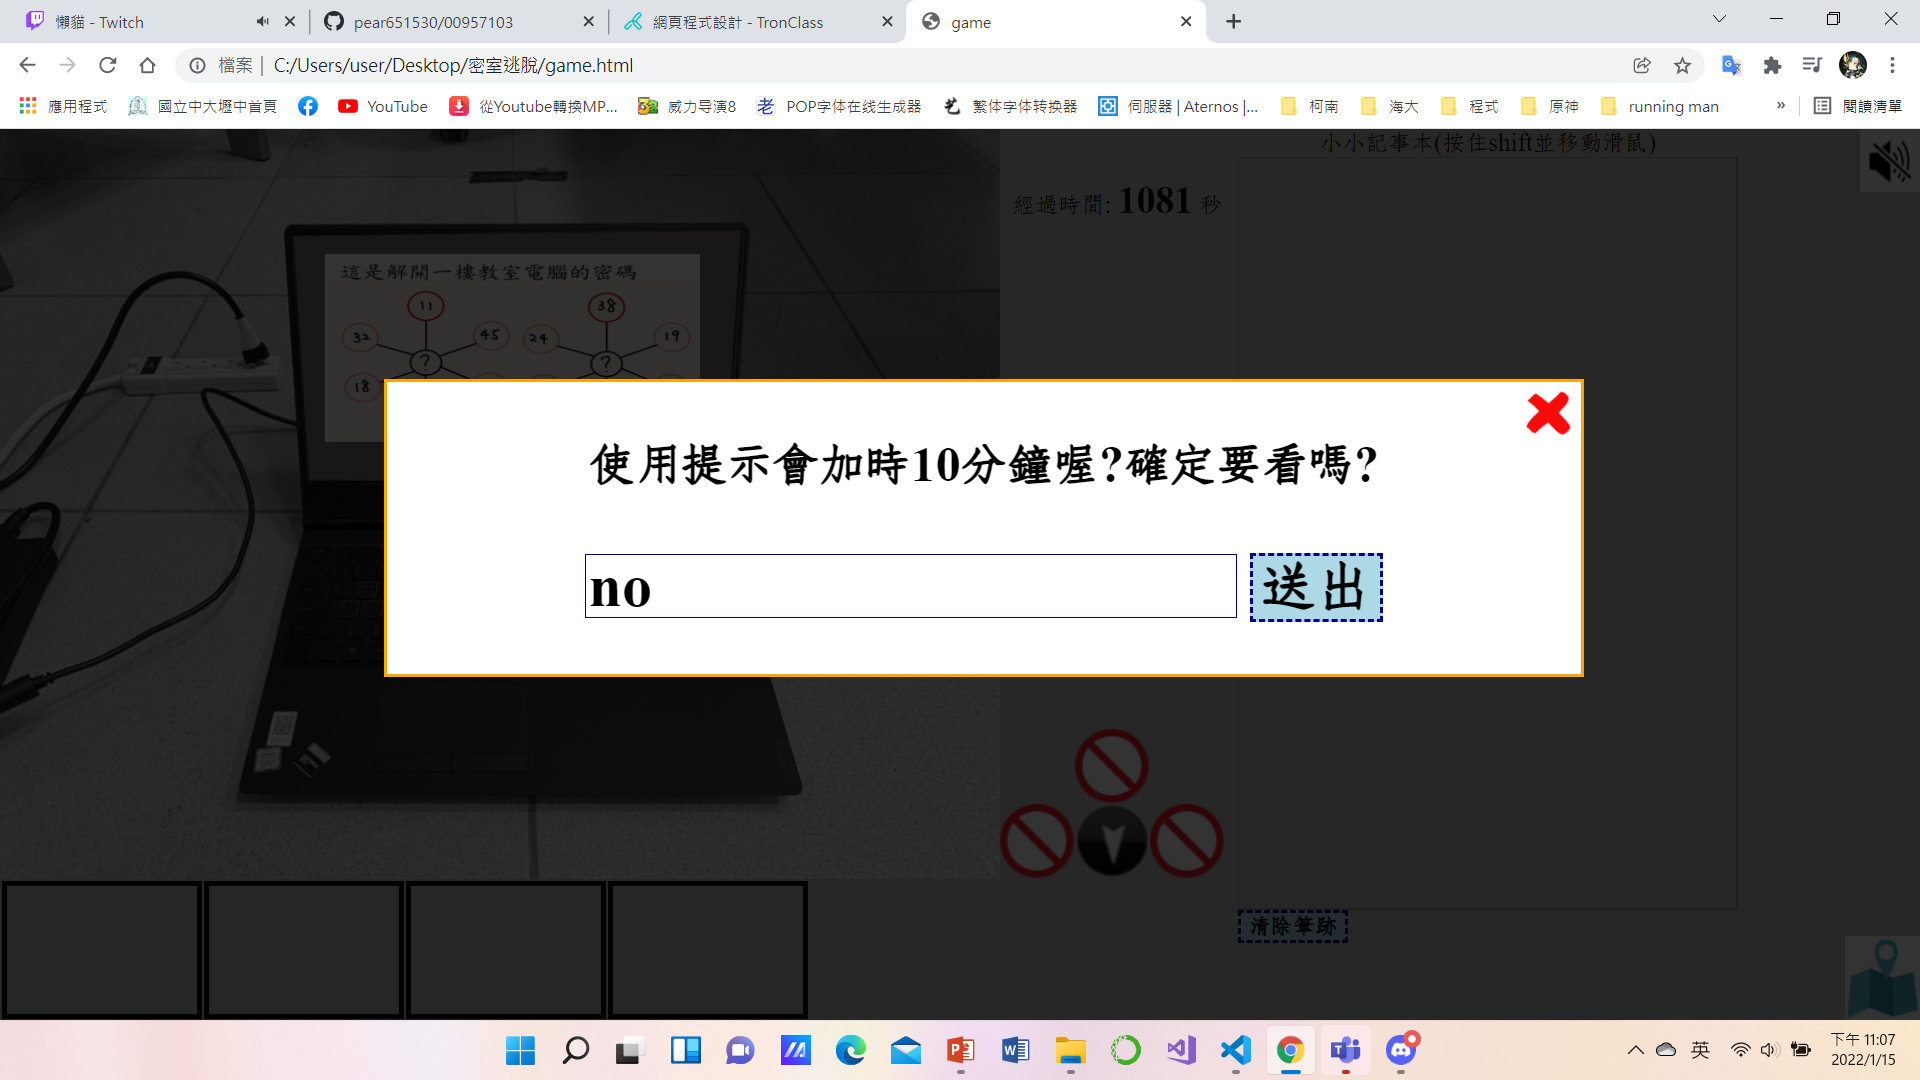 懶貓 - Twitch
pear651530/00957103
網頁程式設計 - TronClass
game
檔案
C:/Users/user/Desktop/密室逃脫/game.html
應用程式
國立中大壢中首頁
YouTube
從Youtube轉換MP...
威力导演8
POP字体在线生成器
繁体字体转换器
伺服器 | Aternos |...
柯南
海大
程式
原神
running man
»
閱讀清單
小小記事本(按住shift並移動滑鼠)
經過時間: 1081 秒
這是解開一樓教室電腦的密碼
11
38
32
45
24
19
?
?
18
使用提示會加時10分鐘喔?確定要看嗎?
no
送出
清除筆跡
英
下午 11:07
2022/1/15